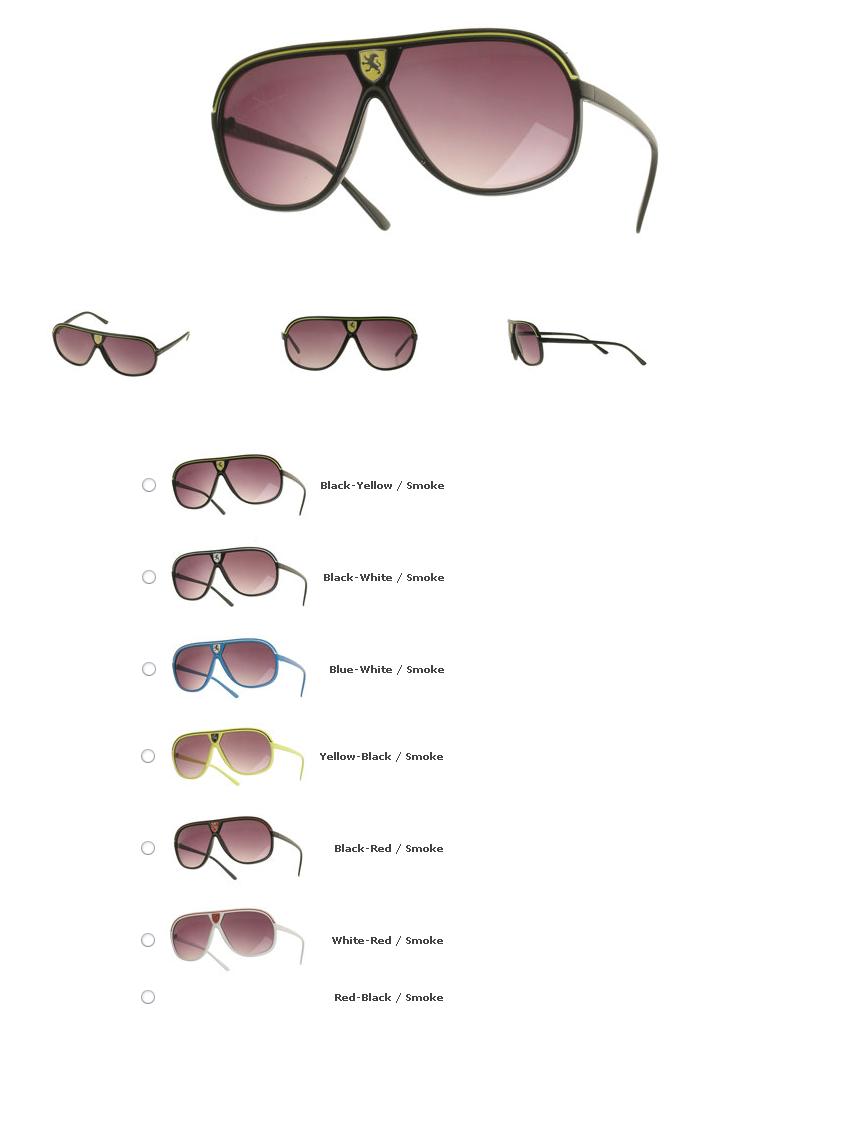 Black-Yellow / Smoke
Black-White / Smoke
Blue-White / Smoke
Yellow-Black / Smoke
Black-Red / Smoke
White-Red / Smoke
Red-Black / Smoke